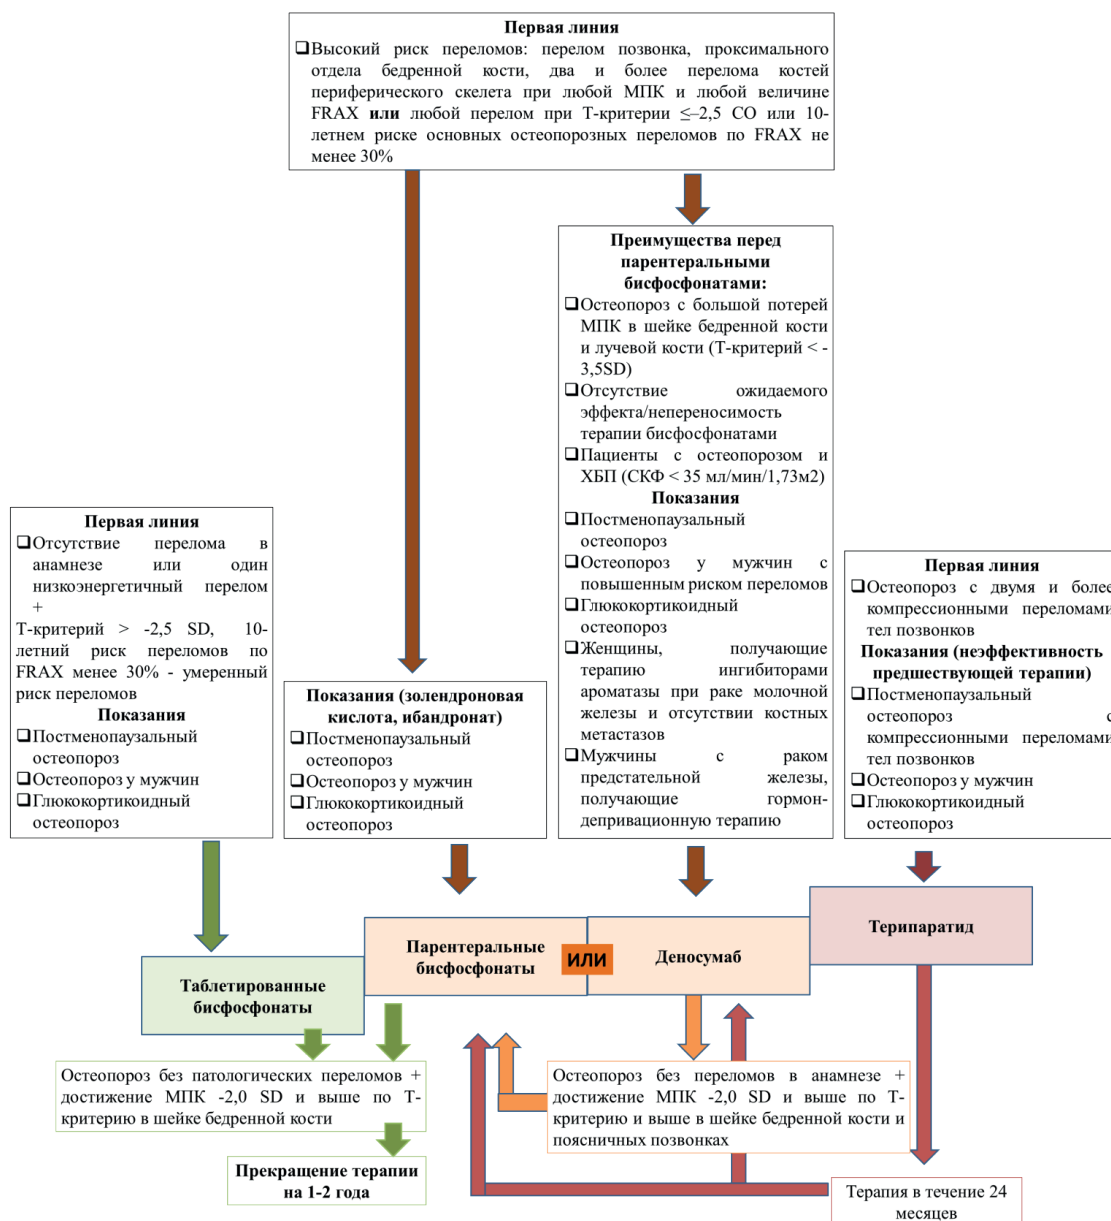 Первая линия
❑Высокий риск переломов: перелом позвонка, проксимального
отдела бедренной кости, два и более перелома костей
периферического скелета при любой МПК и любой величине
FRAX или любой перелом при Т-критерии ≤–2,5 СО или 10-
летнем риске основных остеопорозных переломов по FRAX не
менее 30%
Преимущества перед
парентеральными
бисфосфонатами:
❑Остеопороз с большой потерей
МПК в шейке бедренной кости
и лучевой кости (Т-критерий < -
3,5SD)
❑Отсутствие ожидаемого
эффекта/непереносимость
терапии бисфосфонатами
❑Пациенты с остеопорозом и
ХБП (СКФ < 35 мл/мин/1,73м2)
Показания
❑Постменопаузальный
остеопороз
❑Остеопороз у мужчин с
повышенным риском переломов
❑Глюкокортикоидный
остеопороз
❑Женщины, получающие
терапию ингибиторами
ароматазы при раке молочной
железы и отсутствии костных
метастазов
❑Мужчины с раком
предстательной железы,
получающие гормон-
депривационную терапию
Первая линия
❑Отсутствие перелома в
анамнезе или один
низкоэнергетичный перелом
+
Т-критерий > -2,5 SD, 10-
летний риск переломов по
FRAX менее 30% - умеренный
риск переломов
Показания
❑Постменопаузальный
остеопороз
❑Остеопороз у мужчин
❑Глюкокортикоидный
остеопороз
Показания (золендроновая
кислота, ибандронат)
❑Постменопаузальный
остеопороз
❑Остеопороз у мужчин
❑Глюкокортикоидный
остеопороз
Первая линия
❑Остеопороз с двумя и более
компрессионными переломами
тел позвонков
Показания (неэффективность
предшествующей терапии)
❑Постменопаузальный
остеопороз с
компрессионными переломами
тел позвонков
❑Остеопороз у мужчин
❑Глюкокортикоидный
остеопороз
Таблетированные
бисфосфонаты
Парентеральные
бисфосфонаты
ИЛИ
Деносумаб
Терипаратид
Остеопороз без патологических переломов +
достижение МПК -2,0 SD и выше по Т-
критерию в шейке бедренной кости
Прекращение терапии
на 1-2 года
Остеопороз без переломов в анамнезе +
достижение МПК -2,0 SD и выше по Т-
критерию и выше в шейке бедренной кости и
поясничных позвонках
Терапия в течение 24
месяцев